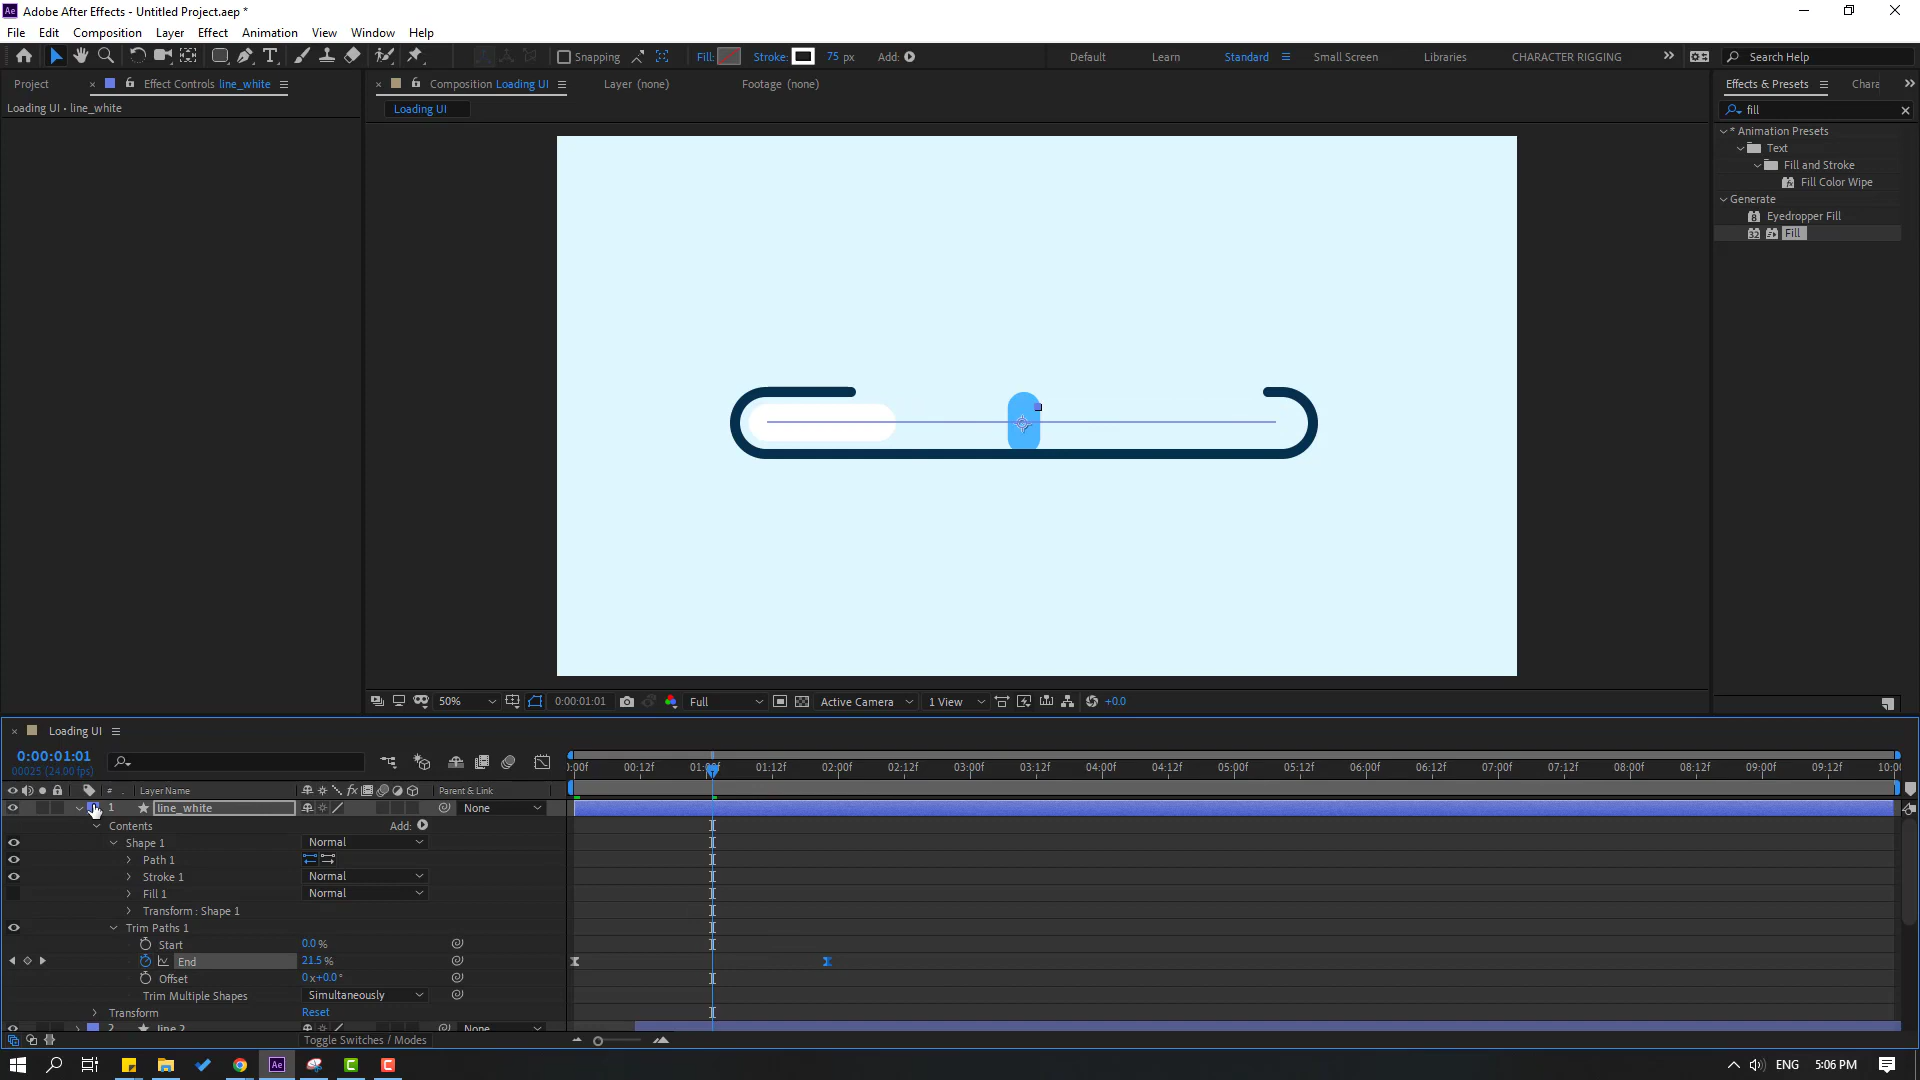 Adobe After Effects - Untitled Project.aep *
File Edit Composition Layer Effect Animation View Window Help
Snapping Fill: Stroke: 75 px Add: Default Learn Standard Small Screen Libraries CHARACTER RIGGING Search Help
Project Effect Controls line_white Composition Loading UI Layer (none) Footage (none) Effects & Presets Chara
Loading UI • line_white
Loading UI
fill
* Animation Presets
Text
Fill and Stroke
Fill Color Wipe
Generate
Eyedropper Fill
Fill
50% 0:00:01:01 Full Active Camera 1 View +0.0
Loading UI
0:00:01:01
00025 (24.00 fps)
00f 00:12f 01:00f 01:12f 02:00f 02:12f 03:00f 03:12f 04:00f 04:12f 05:00f 05:12f 06:00f 06:12f 07:00f 07:12f 08:00f 08:12f 09:00f 09:12f 10:00
# Layer Name Parent & Link
1 line_white None
Contents Add:
Shape 1 Normal
Path 1
Stroke 1 Normal
Fill 1 Normal
Transform : Shape 1
Trim Paths 1
Start 0.0 %
End 21.5 %
Offset 0 x+0.0 °
Trim Multiple Shapes Simultaneously
Transform Reset
2 line 2 None
Toggle Switches / Modes
ENG 5:06 PM